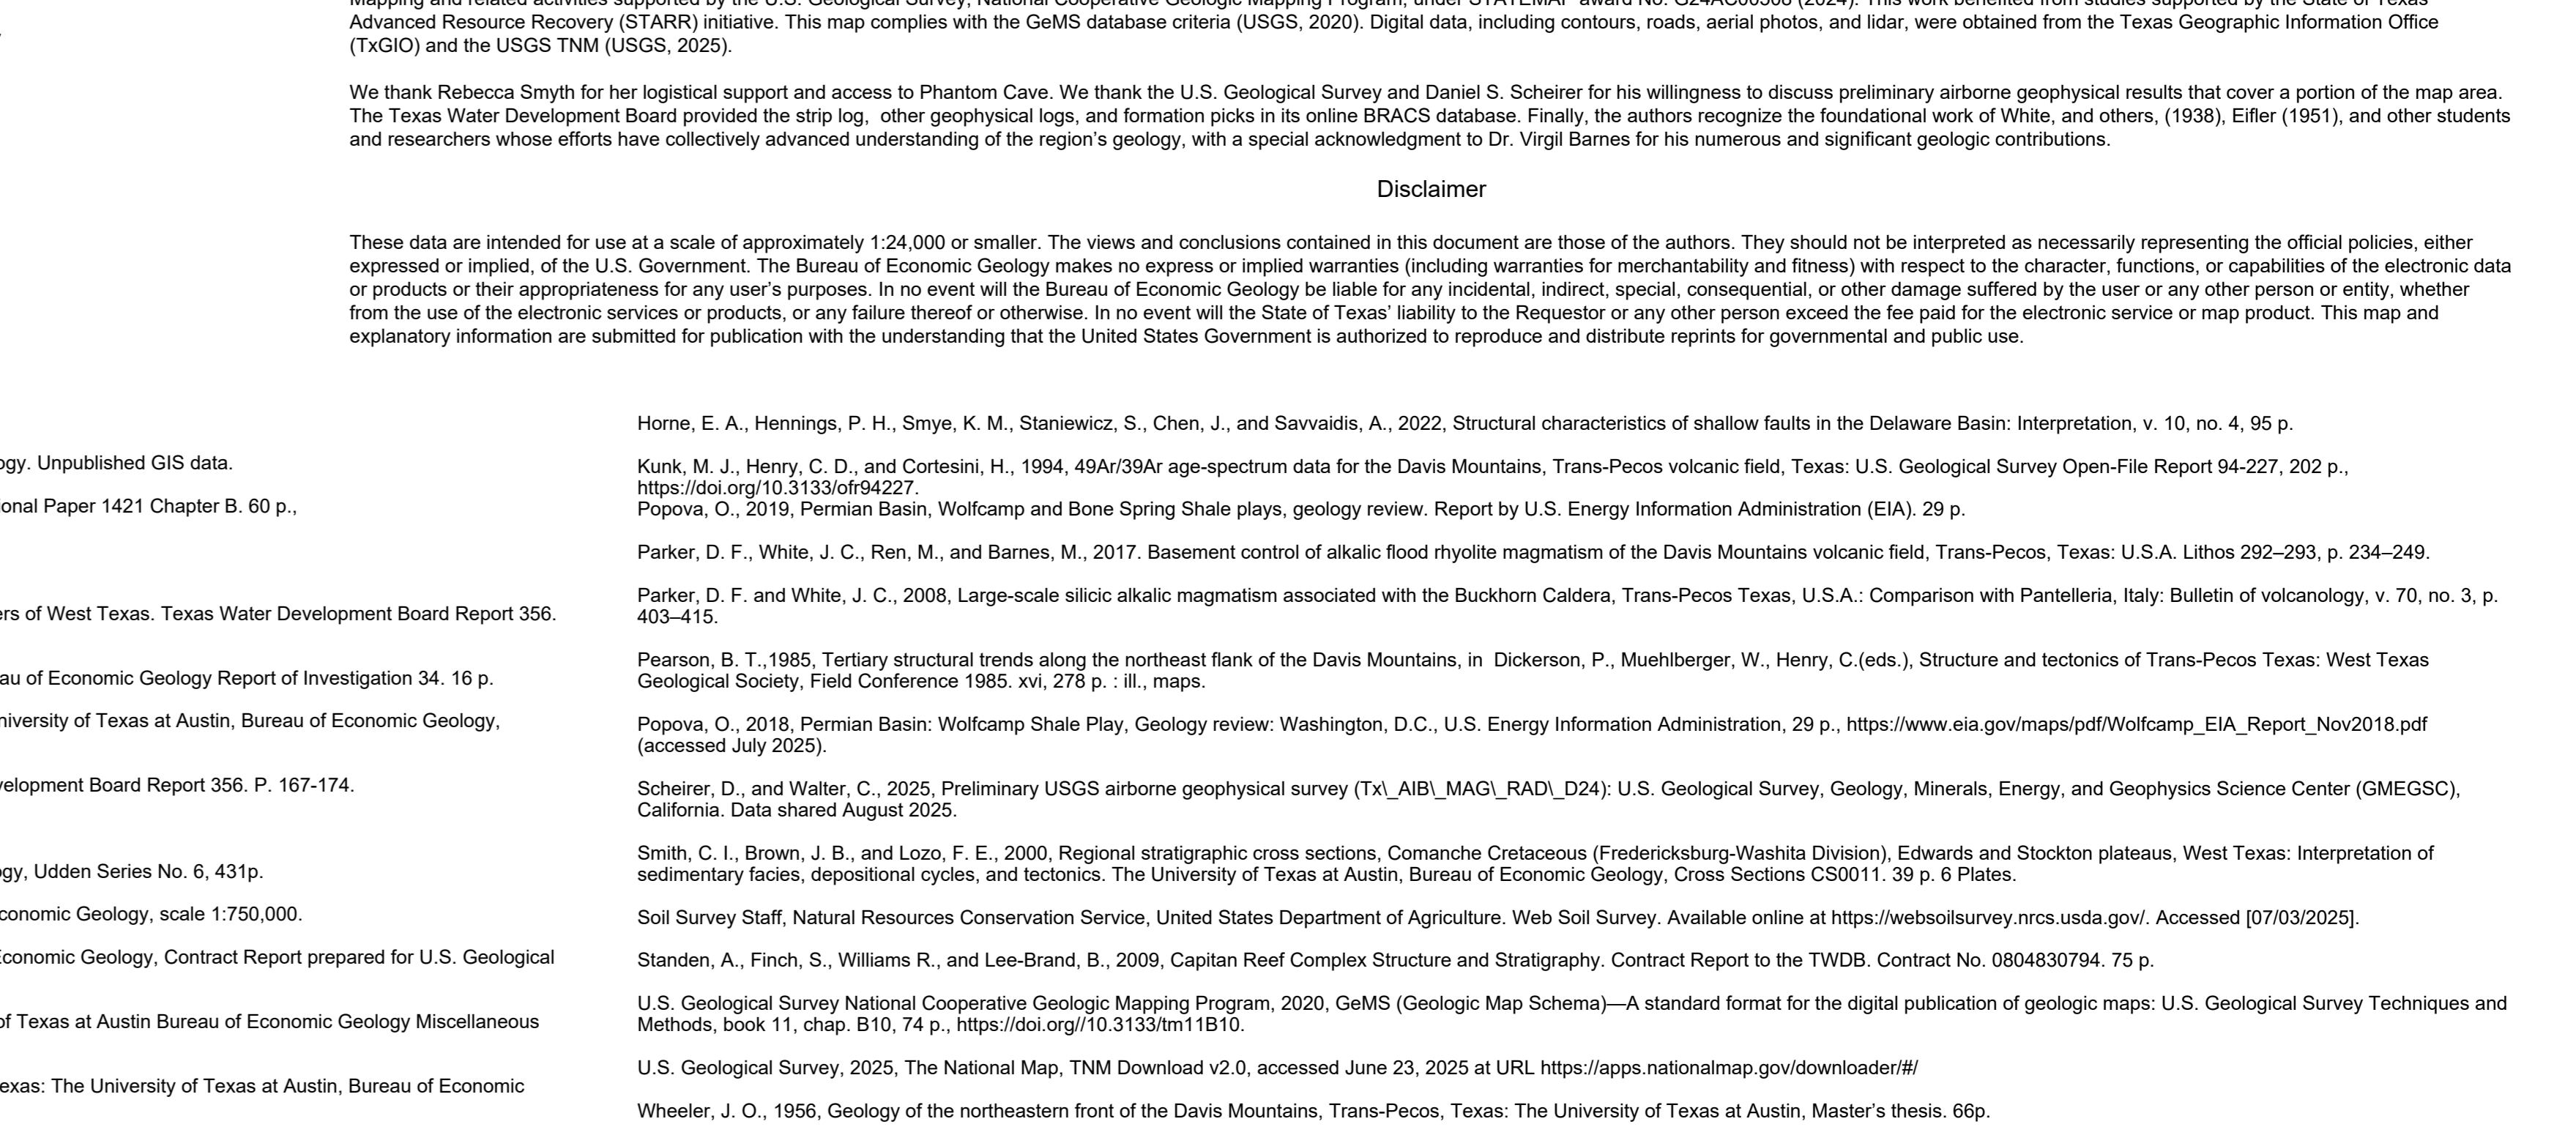 Advanced Resource Recovery (STARR) initiative. This map complies with the GeMS database criteria (USGS, 2020). Digital data, including contours, roads, aerial photos, and lidar, were obtained from the Texas Geographic Information Office
(TxGIO) and the USGS TNM (USGS, 2025).
We thank Rebecca Smyth for her logistical support and access to Phantom Cave. We thank the U.S. Geological Survey and Daniel S. Scheirer for his willingness to discuss preliminary airborne geophysical results that cover a portion of the map area.
The Texas Water Development Board provided the strip log,  other geophysical logs, and formation picks in its online BRACS database. Finally, the authors recognize the foundational work of White, and others, (1938), Eifler (1951), and other students
and researchers whose efforts have collectively advanced understanding of the region’s geology, with a special acknowledgment to Dr. Virgil Barnes for his numerous and significant geologic contributions.
Disclaimer
These data are intended for use at a scale of approximately 1:24,000 or smaller. The views and conclusions contained in this document are those of the authors. They should not be interpreted as necessarily representing the official policies, either
expressed or implied, of the U.S. Government. The Bureau of Economic Geology makes no express or implied warranties (including warranties for merchantability and fitness) with respect to the character, functions, or capabilities of the electronic data
or products or their appropriateness for any user’s purposes. In no event will the Bureau of Economic Geology be liable for any incidental, indirect, special, consequential, or other damage suffered by the user or any other person or entity, whether
from the use of the electronic services or products, or any failure thereof or otherwise. In no event will the State of Texas’ liability to the Requestor or any other person exceed the fee paid for the electronic service or map product. This map and
explanatory information are submitted for publication with the understanding that the United States Government is authorized to reproduce and distribute reprints for governmental and public use.
ogy. Unpublished GIS data.
ional Paper 1421 Chapter B. 60 p.,
ers of West Texas. Texas Water Development Board Report 356.
au of Economic Geology Report of Investigation 34. 16 p.
niversity of Texas at Austin, Bureau of Economic Geology,
velopment Board Report 356. P. 167-174.
ogy, Udden Series No. 6, 431p.
conomic Geology, scale 1:750,000.
Economic Geology, Contract Report prepared for U.S. Geological
of Texas at Austin Bureau of Economic Geology Miscellaneous
exas: The University of Texas at Austin, Bureau of Economic
Horne, E. A., Hennings, P. H., Smye, K. M., Staniewicz, S., Chen, J., and Savvaidis, A., 2022, Structural characteristics of shallow faults in the Delaware Basin: Interpretation, v. 10, no. 4, 95 p.
Kunk, M. J., Henry, C. D., and Cortesini, H., 1994, 49Ar/39Ar age-spectrum data for the Davis Mountains, Trans-Pecos volcanic field, Texas: U.S. Geological Survey Open-File Report 94-227, 202 p.,
https://doi.org/10.3133/ofr94227.
Popova, O., 2019, Permian Basin, Wolfcamp and Bone Spring Shale plays, geology review. Report by U.S. Energy Information Administration (EIA). 29 p.
Parker, D. F., White, J. C., Ren, M., and Barnes, M., 2017. Basement control of alkalic flood rhyolite magmatism of the Davis Mountains volcanic field, Trans-Pecos, Texas: U.S.A. Lithos 292–293, p. 234–249.
Parker, D. F. and White, J. C., 2008, Large-scale silicic alkalic magmatism associated with the Buckhorn Caldera, Trans-Pecos Texas, U.S.A.: Comparison with Pantelleria, Italy: Bulletin of volcanology, v. 70, no. 3, p.
403–415.
Pearson, B. T.,1985, Tertiary structural trends along the northeast flank of the Davis Mountains, in  Dickerson, P., Muehlberger, W., Henry, C.(eds.), Structure and tectonics of Trans-Pecos Texas: West Texas
Geological Society, Field Conference 1985. xvi, 278 p. : ill., maps.
Popova, O., 2018, Permian Basin: Wolfcamp Shale Play, Geology review: Washington, D.C., U.S. Energy Information Administration, 29 p., https://www.eia.gov/maps/pdf/Wolfcamp_EIA_Report_Nov2018.pdf
(accessed July 2025).
Scheirer, D., and Walter, C., 2025, Preliminary USGS airborne geophysical survey (Tx\_AIB\_MAG\_RAD\_D24): U.S. Geological Survey, Geology, Minerals, Energy, and Geophysics Science Center (GMEGSC),
California. Data shared August 2025.
Smith, C. I., Brown, J. B., and Lozo, F. E., 2000, Regional stratigraphic cross sections, Comanche Cretaceous (Fredericksburg-Washita Division), Edwards and Stockton plateaus, West Texas: Interpretation of
sedimentary facies, depositional cycles, and tectonics. The University of Texas at Austin, Bureau of Economic Geology, Cross Sections CS0011. 39 p. 6 Plates.
Soil Survey Staff, Natural Resources Conservation Service, United States Department of Agriculture. Web Soil Survey. Available online at https://websoilsurvey.nrcs.usda.gov/. Accessed [07/03/2025].
Standen, A., Finch, S., Williams R., and Lee-Brand, B., 2009, Capitan Reef Complex Structure and Stratigraphy. Contract Report to the TWDB. Contract No. 0804830794. 75 p.
U.S. Geological Survey National Cooperative Geologic Mapping Program, 2020, GeMS (Geologic Map Schema)—A standard format for the digital publication of geologic maps: U.S. Geological Survey Techniques and
Methods, book 11, chap. B10, 74 p., https://doi.org//10.3133/tm11B10.
U.S. Geological Survey, 2025, The National Map, TNM Download v2.0, accessed June 23, 2025 at URL https://apps.nationalmap.gov/downloader/#/
Wheeler, J. O., 1956, Geology of the northeastern front of the Davis Mountains, Trans-Pecos, Texas: The University of Texas at Austin, Master’s thesis. 66p.